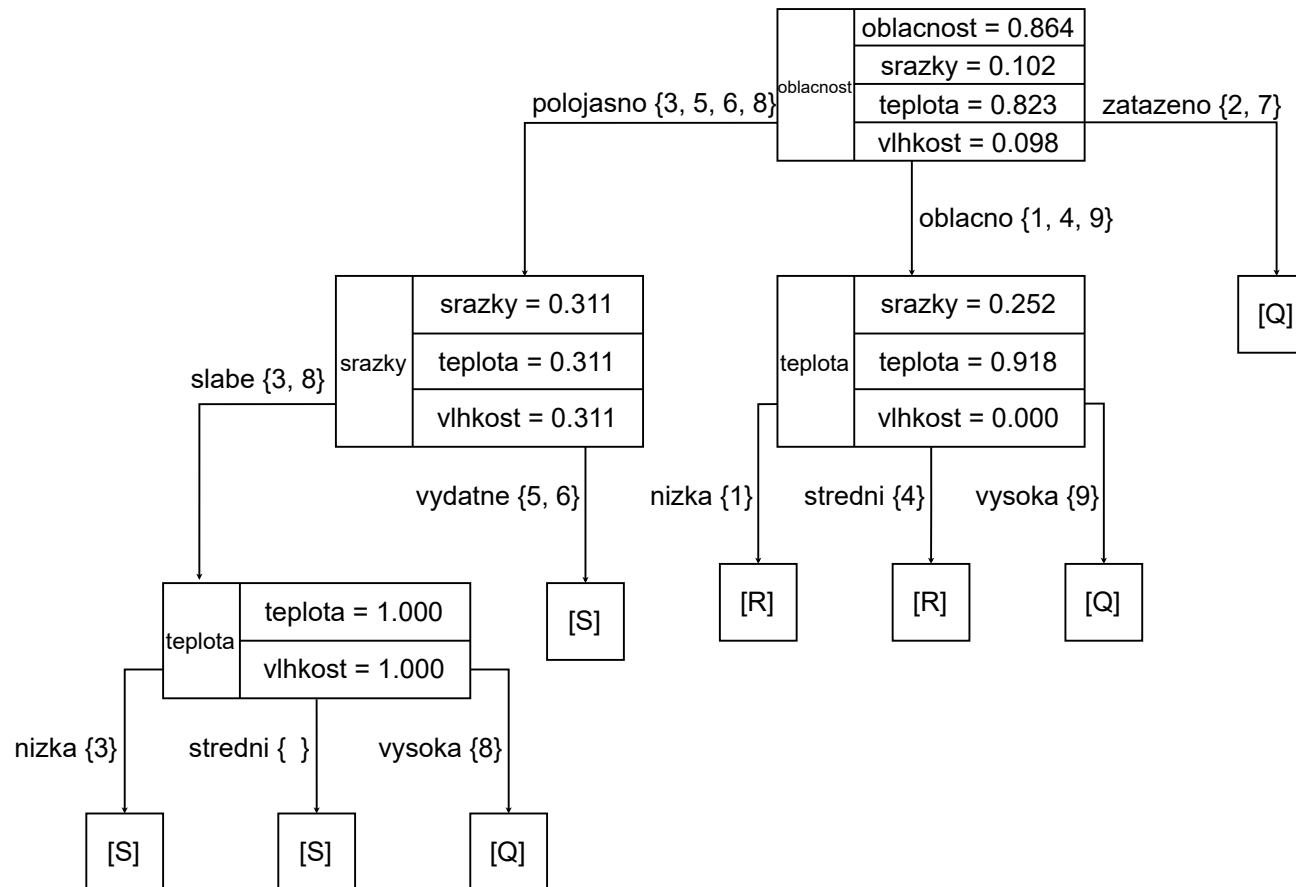 oblacnost = 0.864
srazky = 0.102
oblacnost
teplota = 0.823
vlhkost = 0.098
polojasno {3, 5, 6, 8}
zatazeno {2, 7}
oblacno {1, 4, 9}
srazky = 0.311
srazky
teplota = 0.311
vlhkost = 0.311
srazky = 0.252
teplota
teplota = 0.918
vlhkost = 0.000
[Q]
slabe {3, 8}
vydatne {5, 6}
nizka {1}
stredni {4}
vysoka {9}
[S]
[R]
[R]
[Q]
teplota = 1.000
teplota
vlhkost = 1.000
nizka {3}
stredni { }
vysoka {8}
[S]
[S]
[Q]